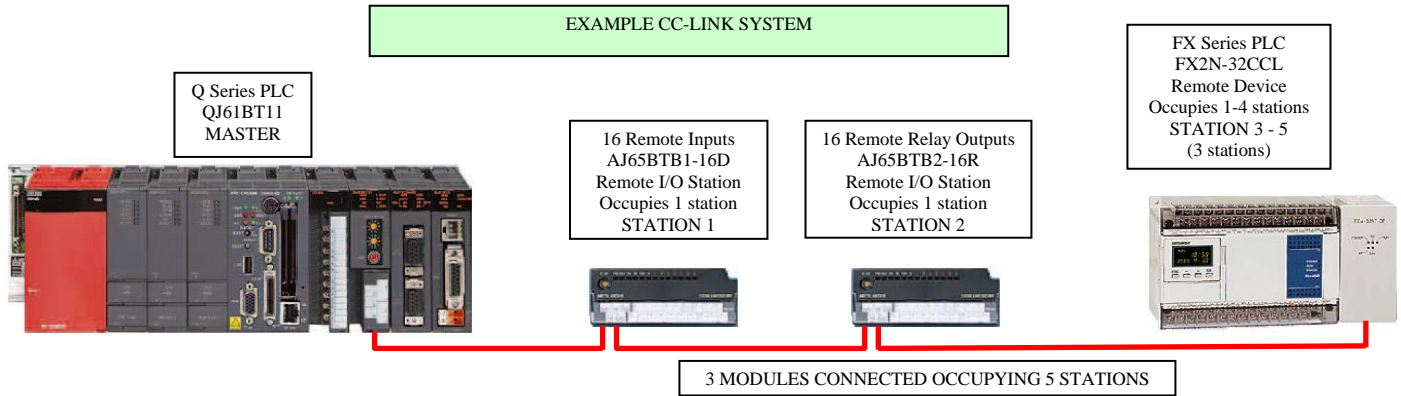 EXAMPLE CC-LINK SYSTEM
Q Series PLC
QJ61BT11
MASTER
16 Remote Inputs
AJ65BTB1-16D
Remote I/O Station
Occupies 1 station
STATION 1
16 Remote Relay Outputs
AJ65BTB2-16R
Remote I/O Station
Occupies 1 station
STATION 2
FX Series PLC
FX2N-32CCL
Remote Device
Occupies 1-4 stations
STATION 3 - 5
(3 stations)
3 MODULES CONNECTED OCCUPYING 5 STATIONS